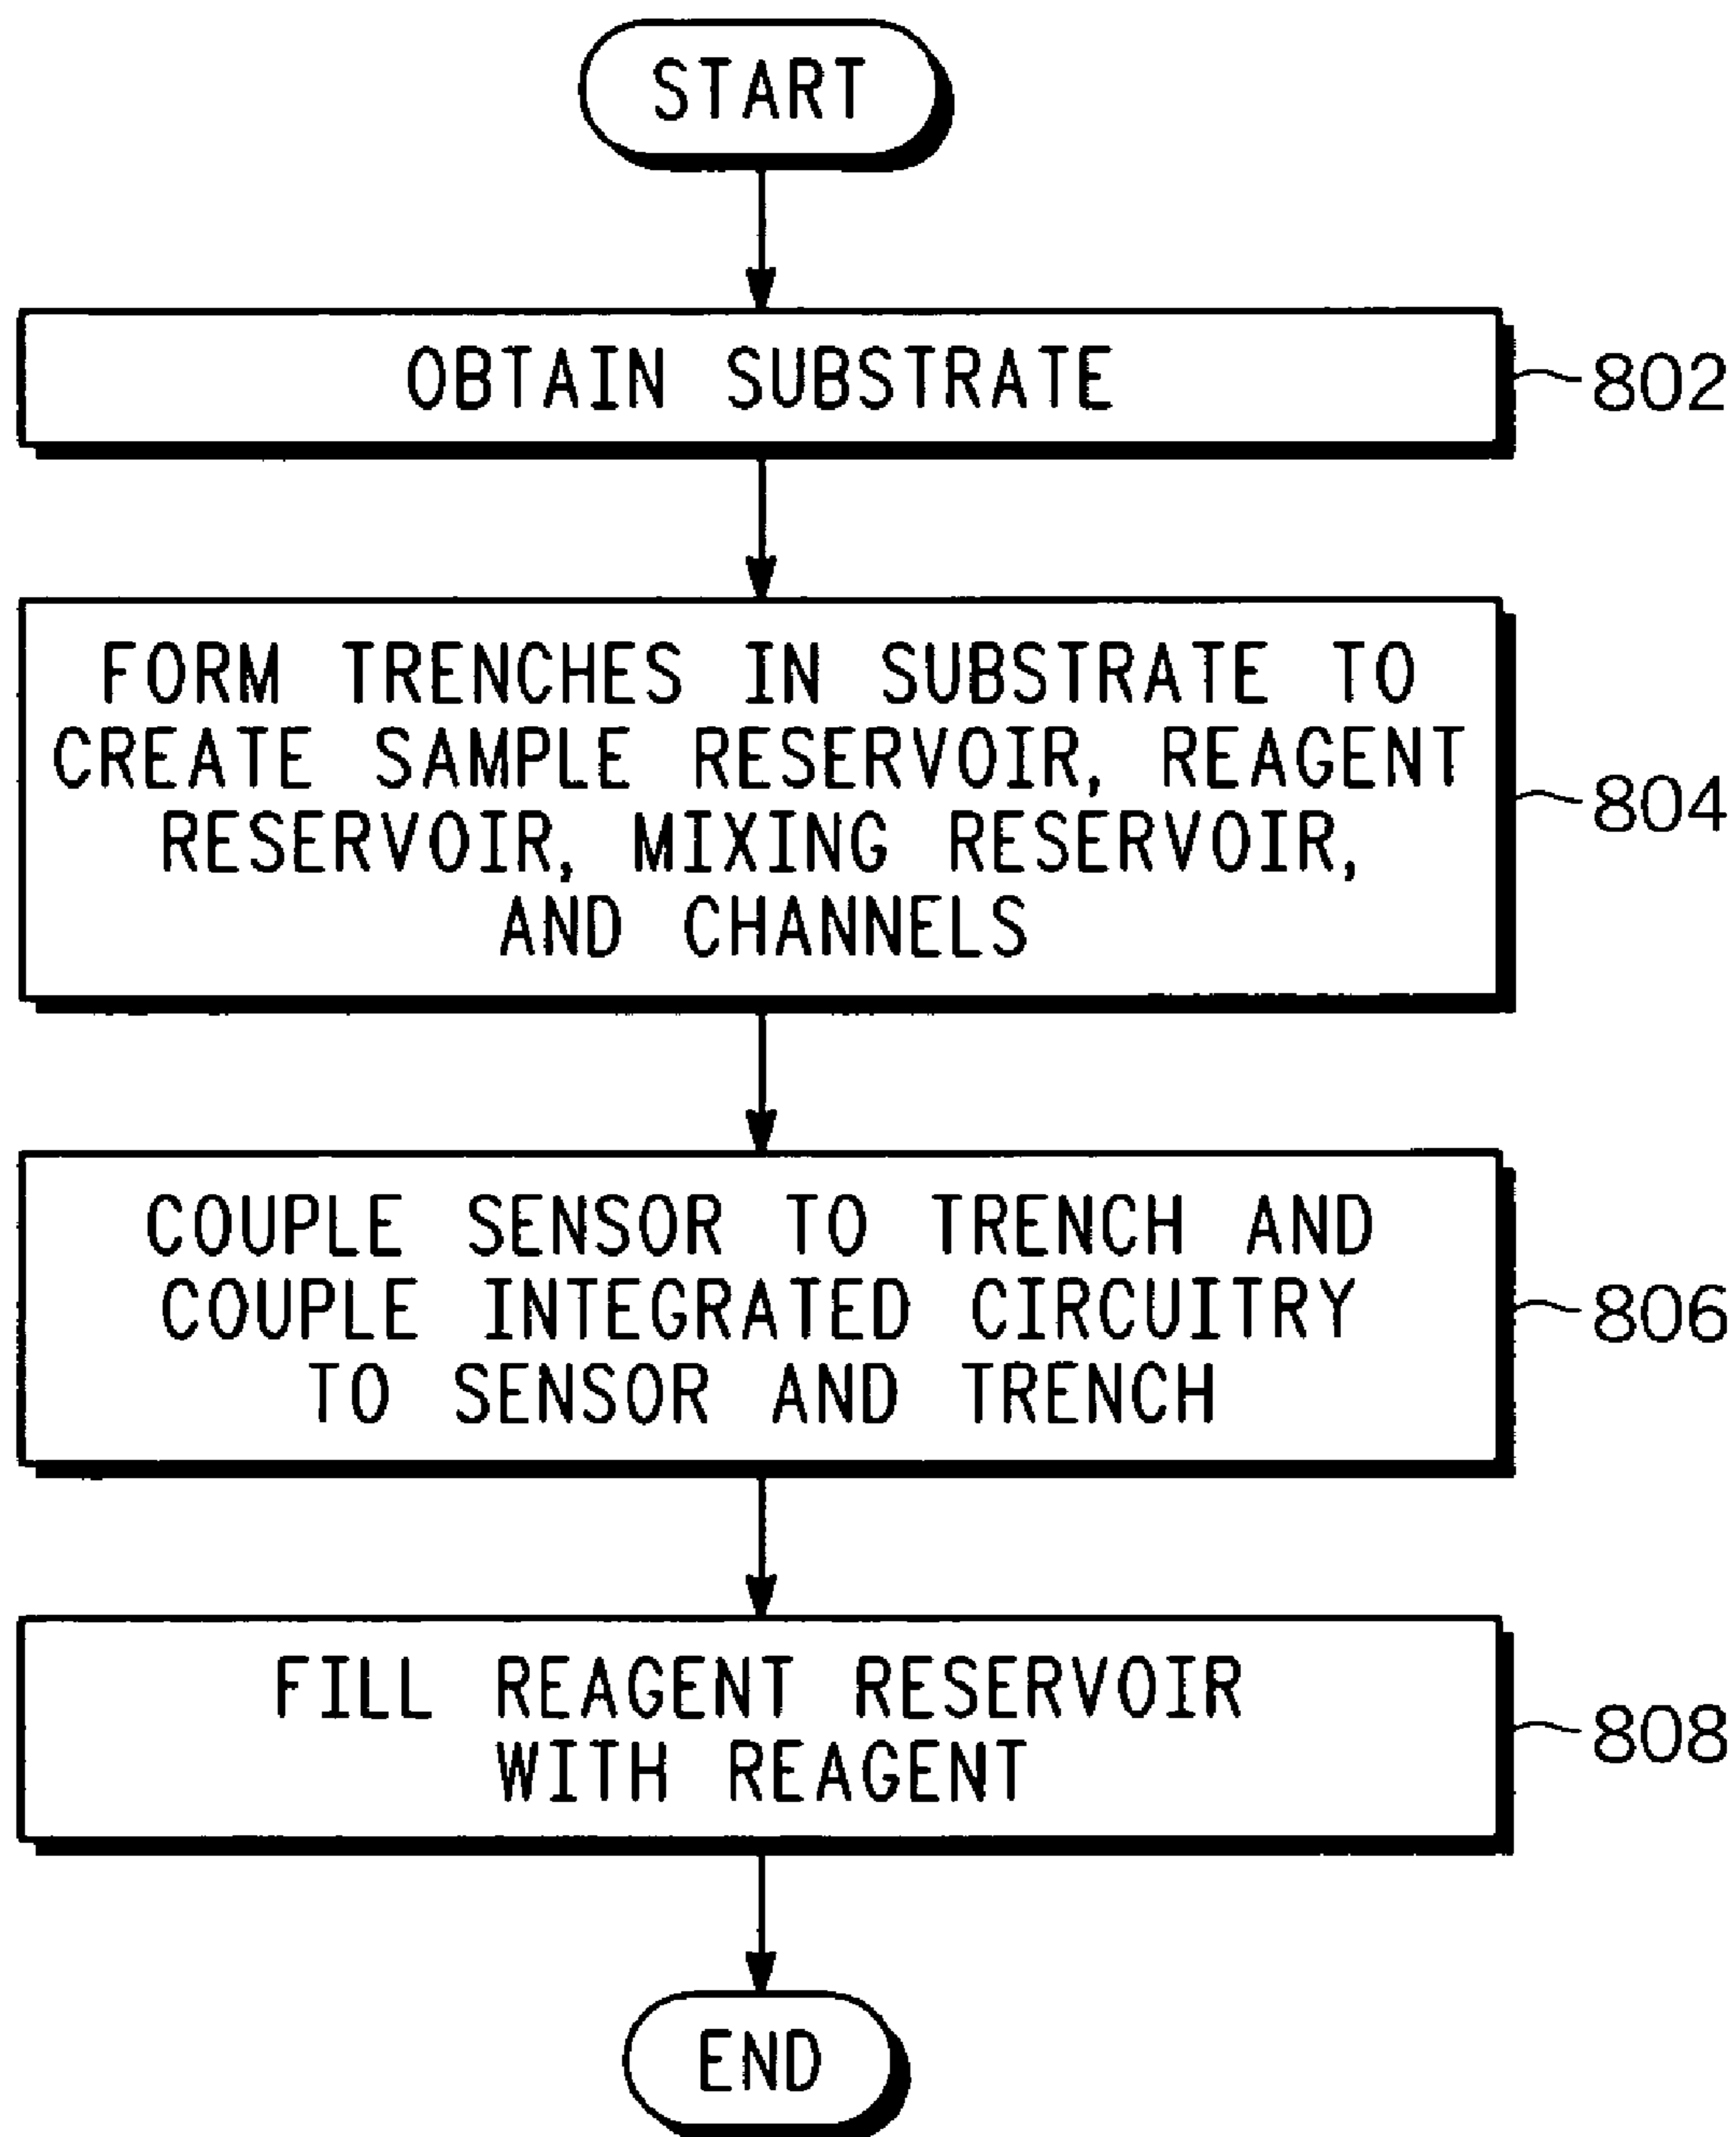 START
OBTAIN SUBSTRATE
802
FORM TRENCHES IN SUBSTRATE TO
CREATE SAMPLE RESERVOIR, REAGENT
RESERVOIR, MIXING RESERVOIR,
AND CHANNELS
804
COUPLE SENSOR TO TRENCH AND
COUPLE INTEGRATED CIRCUITRY
TO SENSOR AND TRENCH
806
FILL REAGENT RESERVOIR
WITH REAGENT
808
END